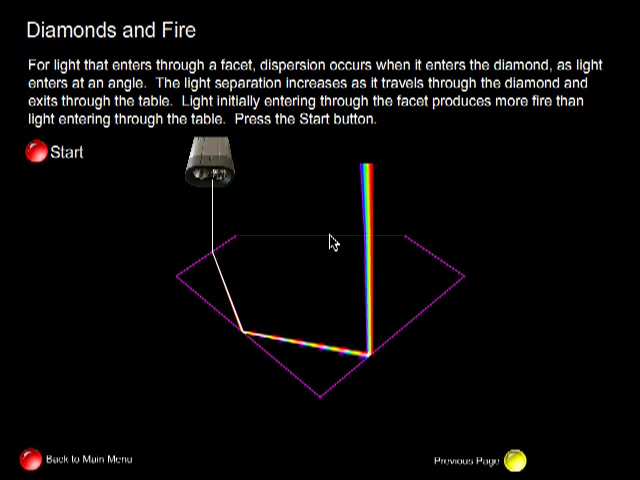 Diamonds and Fire
For light that enters through a facet, dispersion occurs when it enters the diamond, as light
enters at an angle.  The light separation increases as it travels through the diamond and
exits through the table.  Light initially entering through the facet produces more fire than
light entering through the table.  Press the Start button.
Start
Back to Main Menu
Previous Page